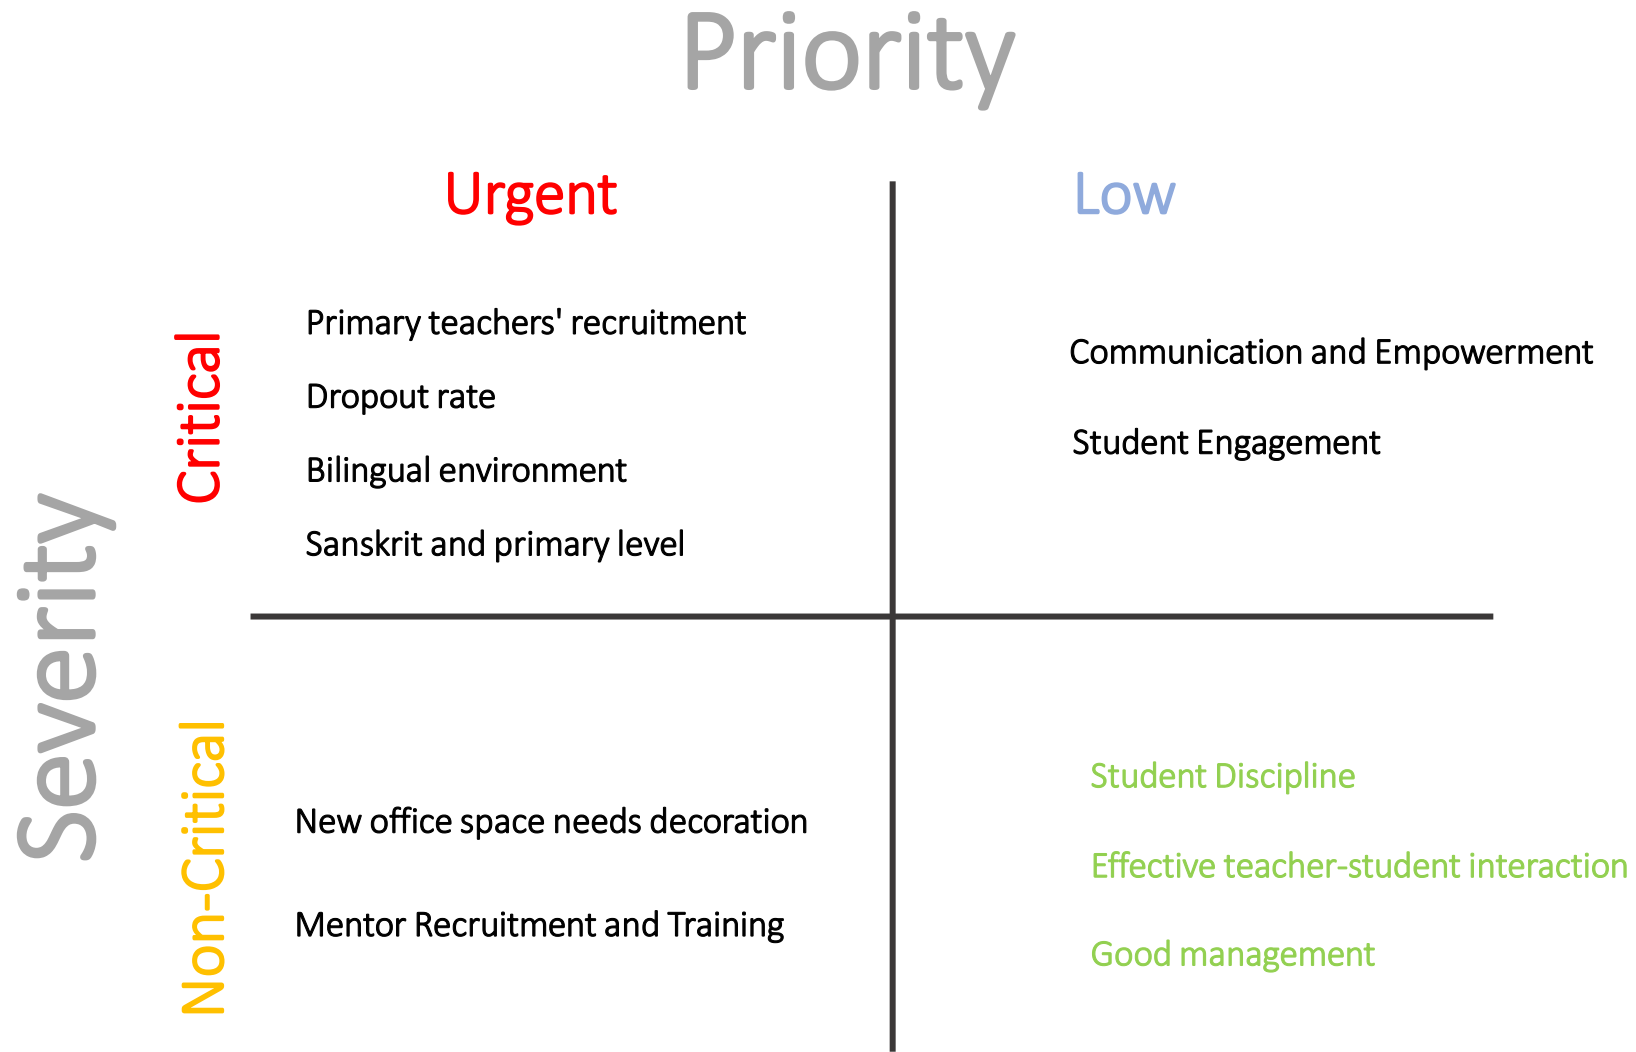 Priority
Urgent
Low
Severity
Critical
Primary teachers' recruitment
Dropout rate
Bilingual environment
Sanskrit and primary level
Communication and Empowerment
Student Engagement
Non-Critical
New office space needs decoration
Mentor Recruitment and Training
Student Discipline
Effective teacher-student interaction
Good management